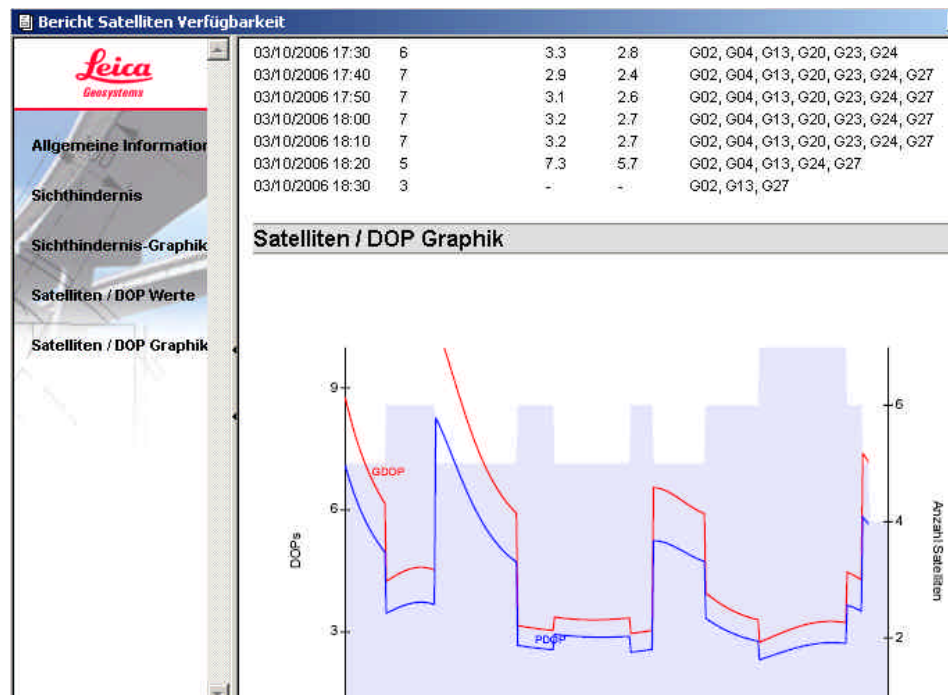 Bericht Satelliten Verfügbarkeit
Leica
Geosystems
Allgemeine Information
Sichthindernis
Sichthindernis-Graphik
Satelliten / DOP Werte
Satelliten / DOP Graphik
03/10/2006 17:30 6 3.3 2.8 G02, G04, G13, G20, G23, G24
03/10/2006 17:40 7 2.9 2.4 G02, G04, G13, G20, G23, G24, G27
03/10/2006 17:50 7 3.1 2.6 G02, G04, G13, G20, G23, G24, G27
03/10/2006 18:00 7 3.2 2.7 G02, G04, G13, G20, G23, G24, G27
03/10/2006 18:10 7 3.2 2.7 G02, G04, G13, G20, G23, G24, G27
03/10/2006 18:20 5 7.3 5.7 G02, G04, G13, G24, G27
03/10/2006 18:30 3 - - G02, G13, G27
Satelliten / DOP Graphik
9
6
3
DOPs
GDOP
PDOP
6
4
2
Anzahl Satelliten